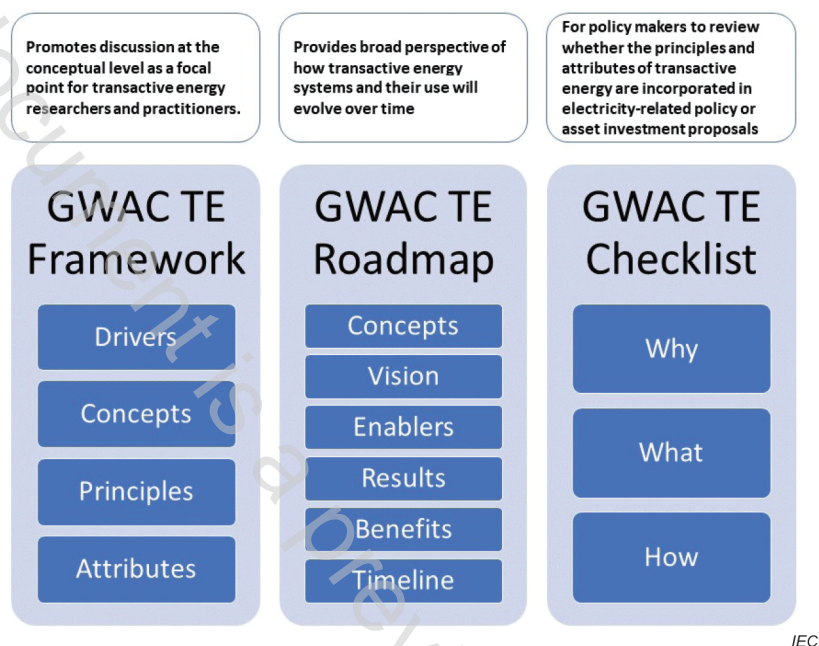 Promotes discussion at the
conceptual level as a focal
point for transactive energy
researchers and practitioners.
Provides broad perspective of
how transactive energy
systems and their use will
evolve over time
For policy makers to review
whether the principles and
attributes of transactive
energy are incorporated in
electricity-related policy or
asset investment proposals
GWAC TE
Framework
Drivers
Concepts
Principles
Attributes
GWAC TE
Roadmap
Concepts
Vision
Enablers
Results
Benefits
Timeline
GWAC TE
Checklist
Why
What
How
IEC
ocument is a prev